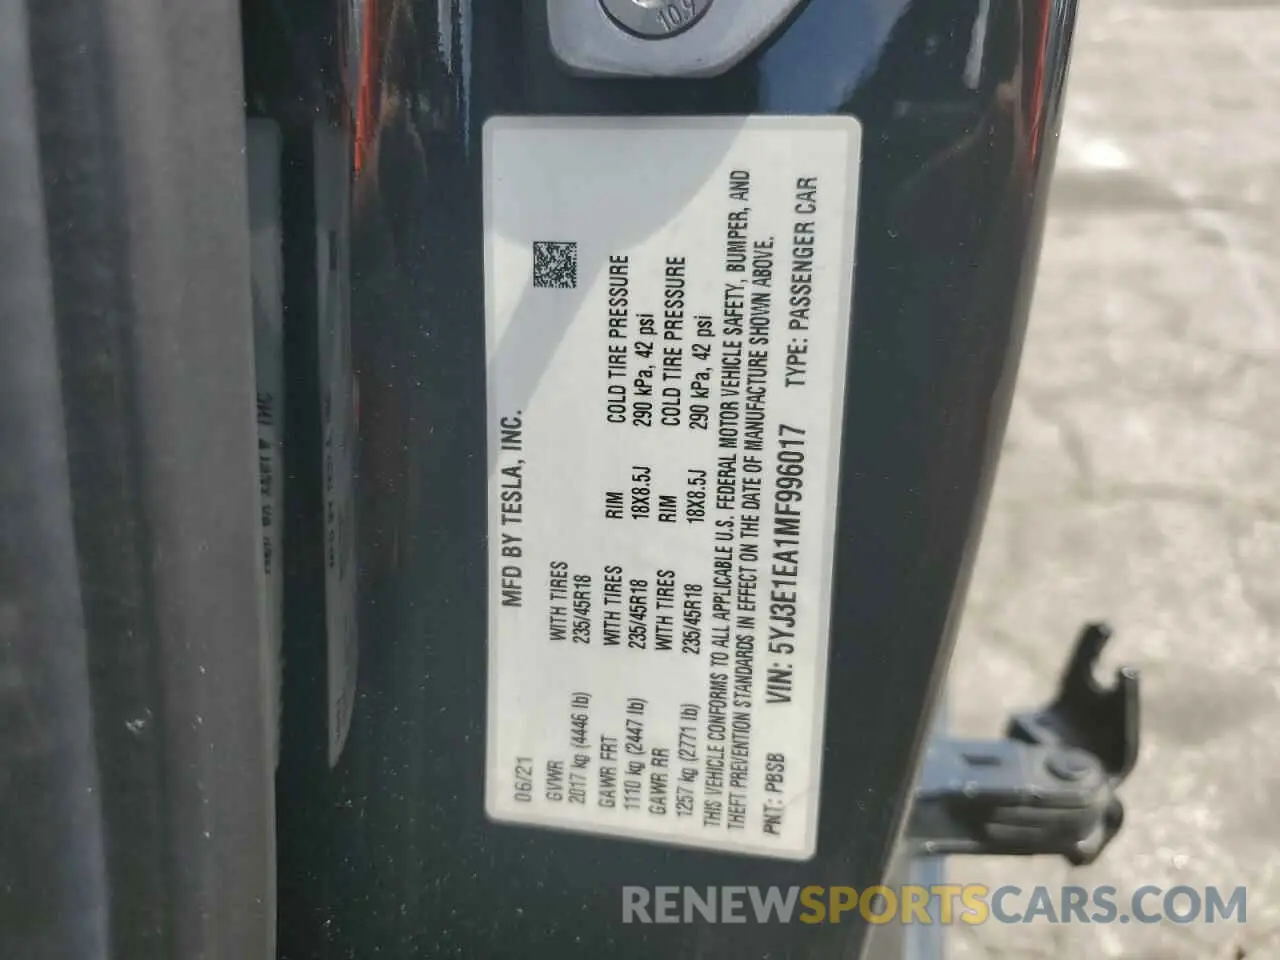 10.9
MFD BY TESLA, INC.
06/21
GVWR WITH TIRES
2017 kg (4446 lb) 235/45R18
GAWR FRT WITH TIRES RIM COLD TIRE PRESSURE
1110 kg (2447 lb) 235/45R18 18X8.5J 290 kPa, 42 psi
GAWR RR WITH TIRES RIM COLD TIRE PRESSURE
1257 kg (2771 lb) 235/45R18 18X8.5J 290 kPa, 42 psi
THIS VEHICLE CONFORMS TO ALL APPLICABLE U.S. FEDERAL MOTOR VEHICLE SAFETY, BUMPER, AND
THEFT PREVENTION STANDARDS IN EFFECT ON THE DATE OF MANUFACTURE SHOWN ABOVE.
PNT: PBSB VIN: 5YJ3E1EA1MF996017 TYPE: PASSENGER CAR
RENEWSPORTSCARS.COM